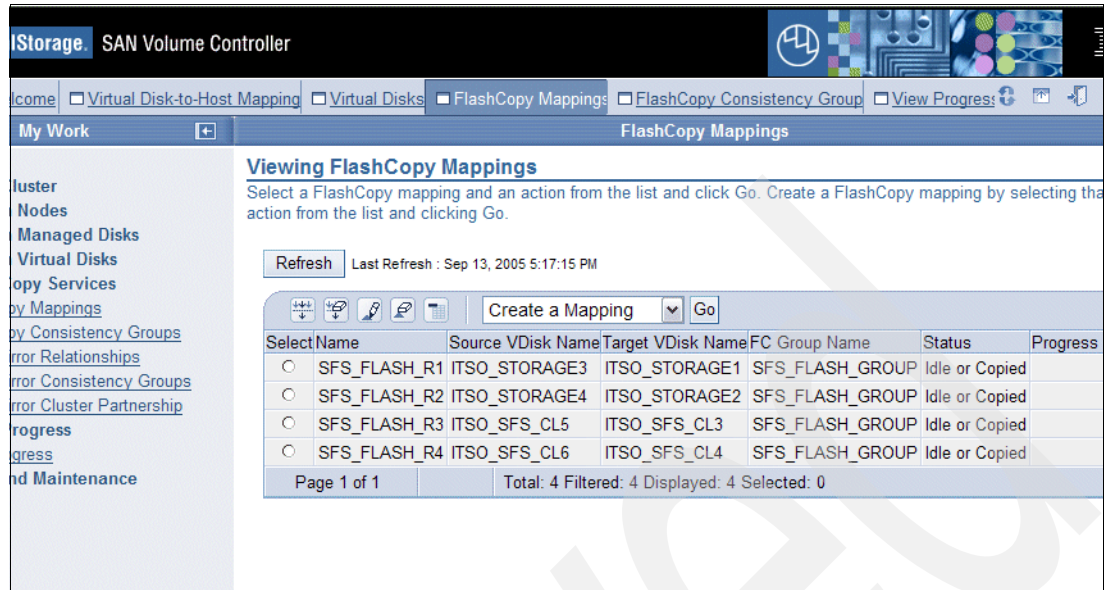 lStorage. SAN Volume Controller
lcome Virtual Disk-to-Host Mapping Virtual Disks FlashCopy Mappings FlashCopy Consistency Group View Progress
My Work FlashCopy Mappings
Viewing FlashCopy Mappings
Select a FlashCopy mapping and an action from the list and click Go. Create a FlashCopy mapping by selecting tha
action from the list and clicking Go.
luster
Nodes
Managed Disks
Virtual Disks
opy Services
py Mappings
py Consistency Groups
rror Relationships
rror Consistency Groups
rror Cluster Partnership
rogress
gress
nd Maintenance
Refresh Last Refresh : Sep 13, 2005 5:17:15 PM
Create a Mapping Go
Select Name Source VDisk Name Target VDisk Name FC Group Name Status Progress
SFS_FLASH_R1 ITSO_STORAGE3 ITSO_STORAGE1 SFS_FLASH_GROUP Idle or Copied
SFS_FLASH_R2 ITSO_STORAGE4 ITSO_STORAGE2 SFS_FLASH_GROUP Idle or Copied
SFS_FLASH_R3 ITSO_SFS_CL5 ITSO_SFS_CL3 SFS_FLASH_GROUP Idle or Copied
SFS_FLASH_R4 ITSO_SFS_CL6 ITSO_SFS_CL4 SFS_FLASH_GROUP Idle or Copied
Page 1 of 1 Total: 4 Filtered: 4 Displayed: 4 Selected: 0